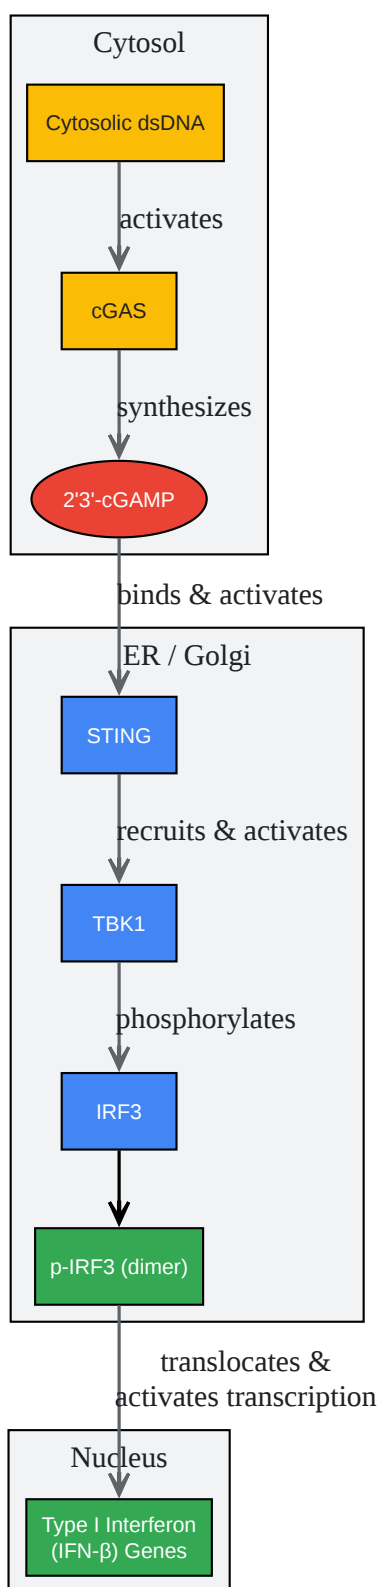 Cytosol
Cytosolic dsDNA
activates
cGAS
synthesizes
2'3'-cGAMP
binds & activates
ER / Golgi
STING
recruits & activates
TBK1
phosphorylates
IRF3
p-IRF3 (dimer)
translocates &
activates transcription
Nucleus
Type I Interferon
(IFN-β) Genes